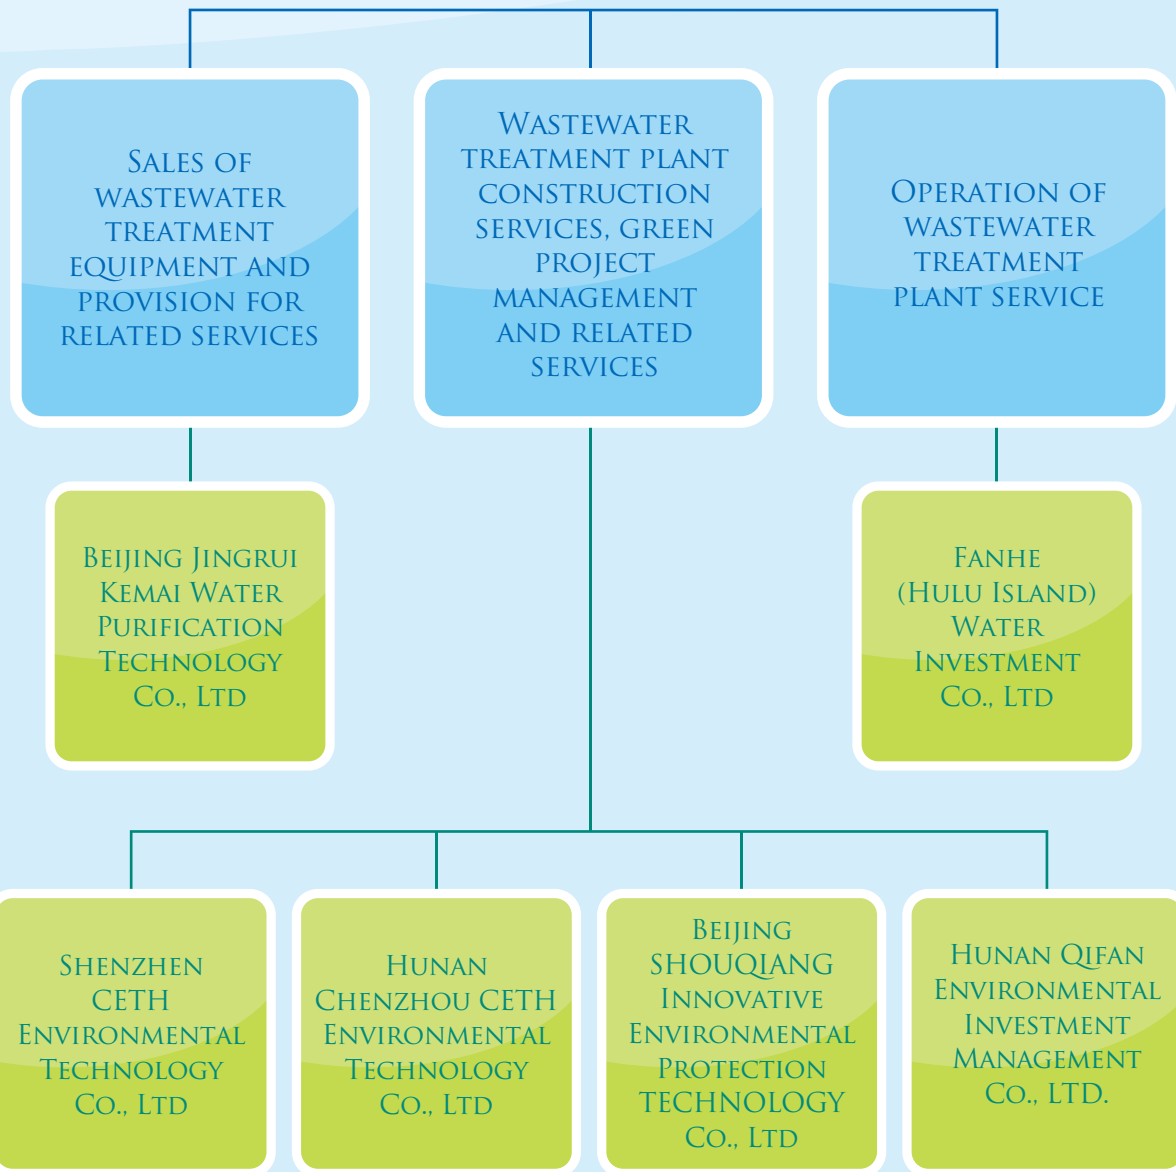 Sales of
wastewater
treatment
equipment and
provision for
related services
Wastewater
treatment plant
construction
services, green
project
management
and related
services
Operation of
wastewater
treatment
plant service
Beijing Jingrui
Kemai Water
Purification
Technology
Co., Ltd
Fanhe
(Hulu Island)
Water
Investment
Co., Ltd
Shenzhen
CETH
Environmental
Technology
Co., Ltd
Hunan
Chenzhou CETH
Environmental
Technology
Co., Ltd
Beijing
SHOUQIANG
Innovative
Environmental
Protection
TECHNOLOGY
Co., Ltd
Hunan Qifan
Environmental
Investment
Management
Co., LTD.